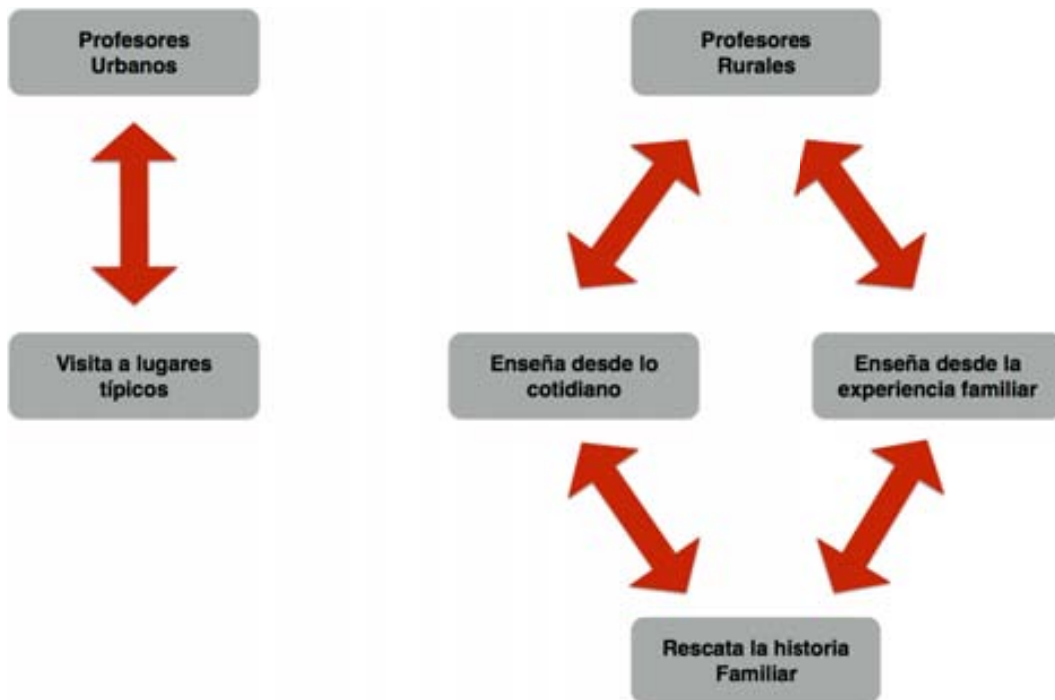 Profesores
Urbanos
Profesores
Rurales
Visita a lugares
típicos
Enseña desde lo
cotidiano
Enseña desde la
experiencia familiar
Rescata la historia
Familiar